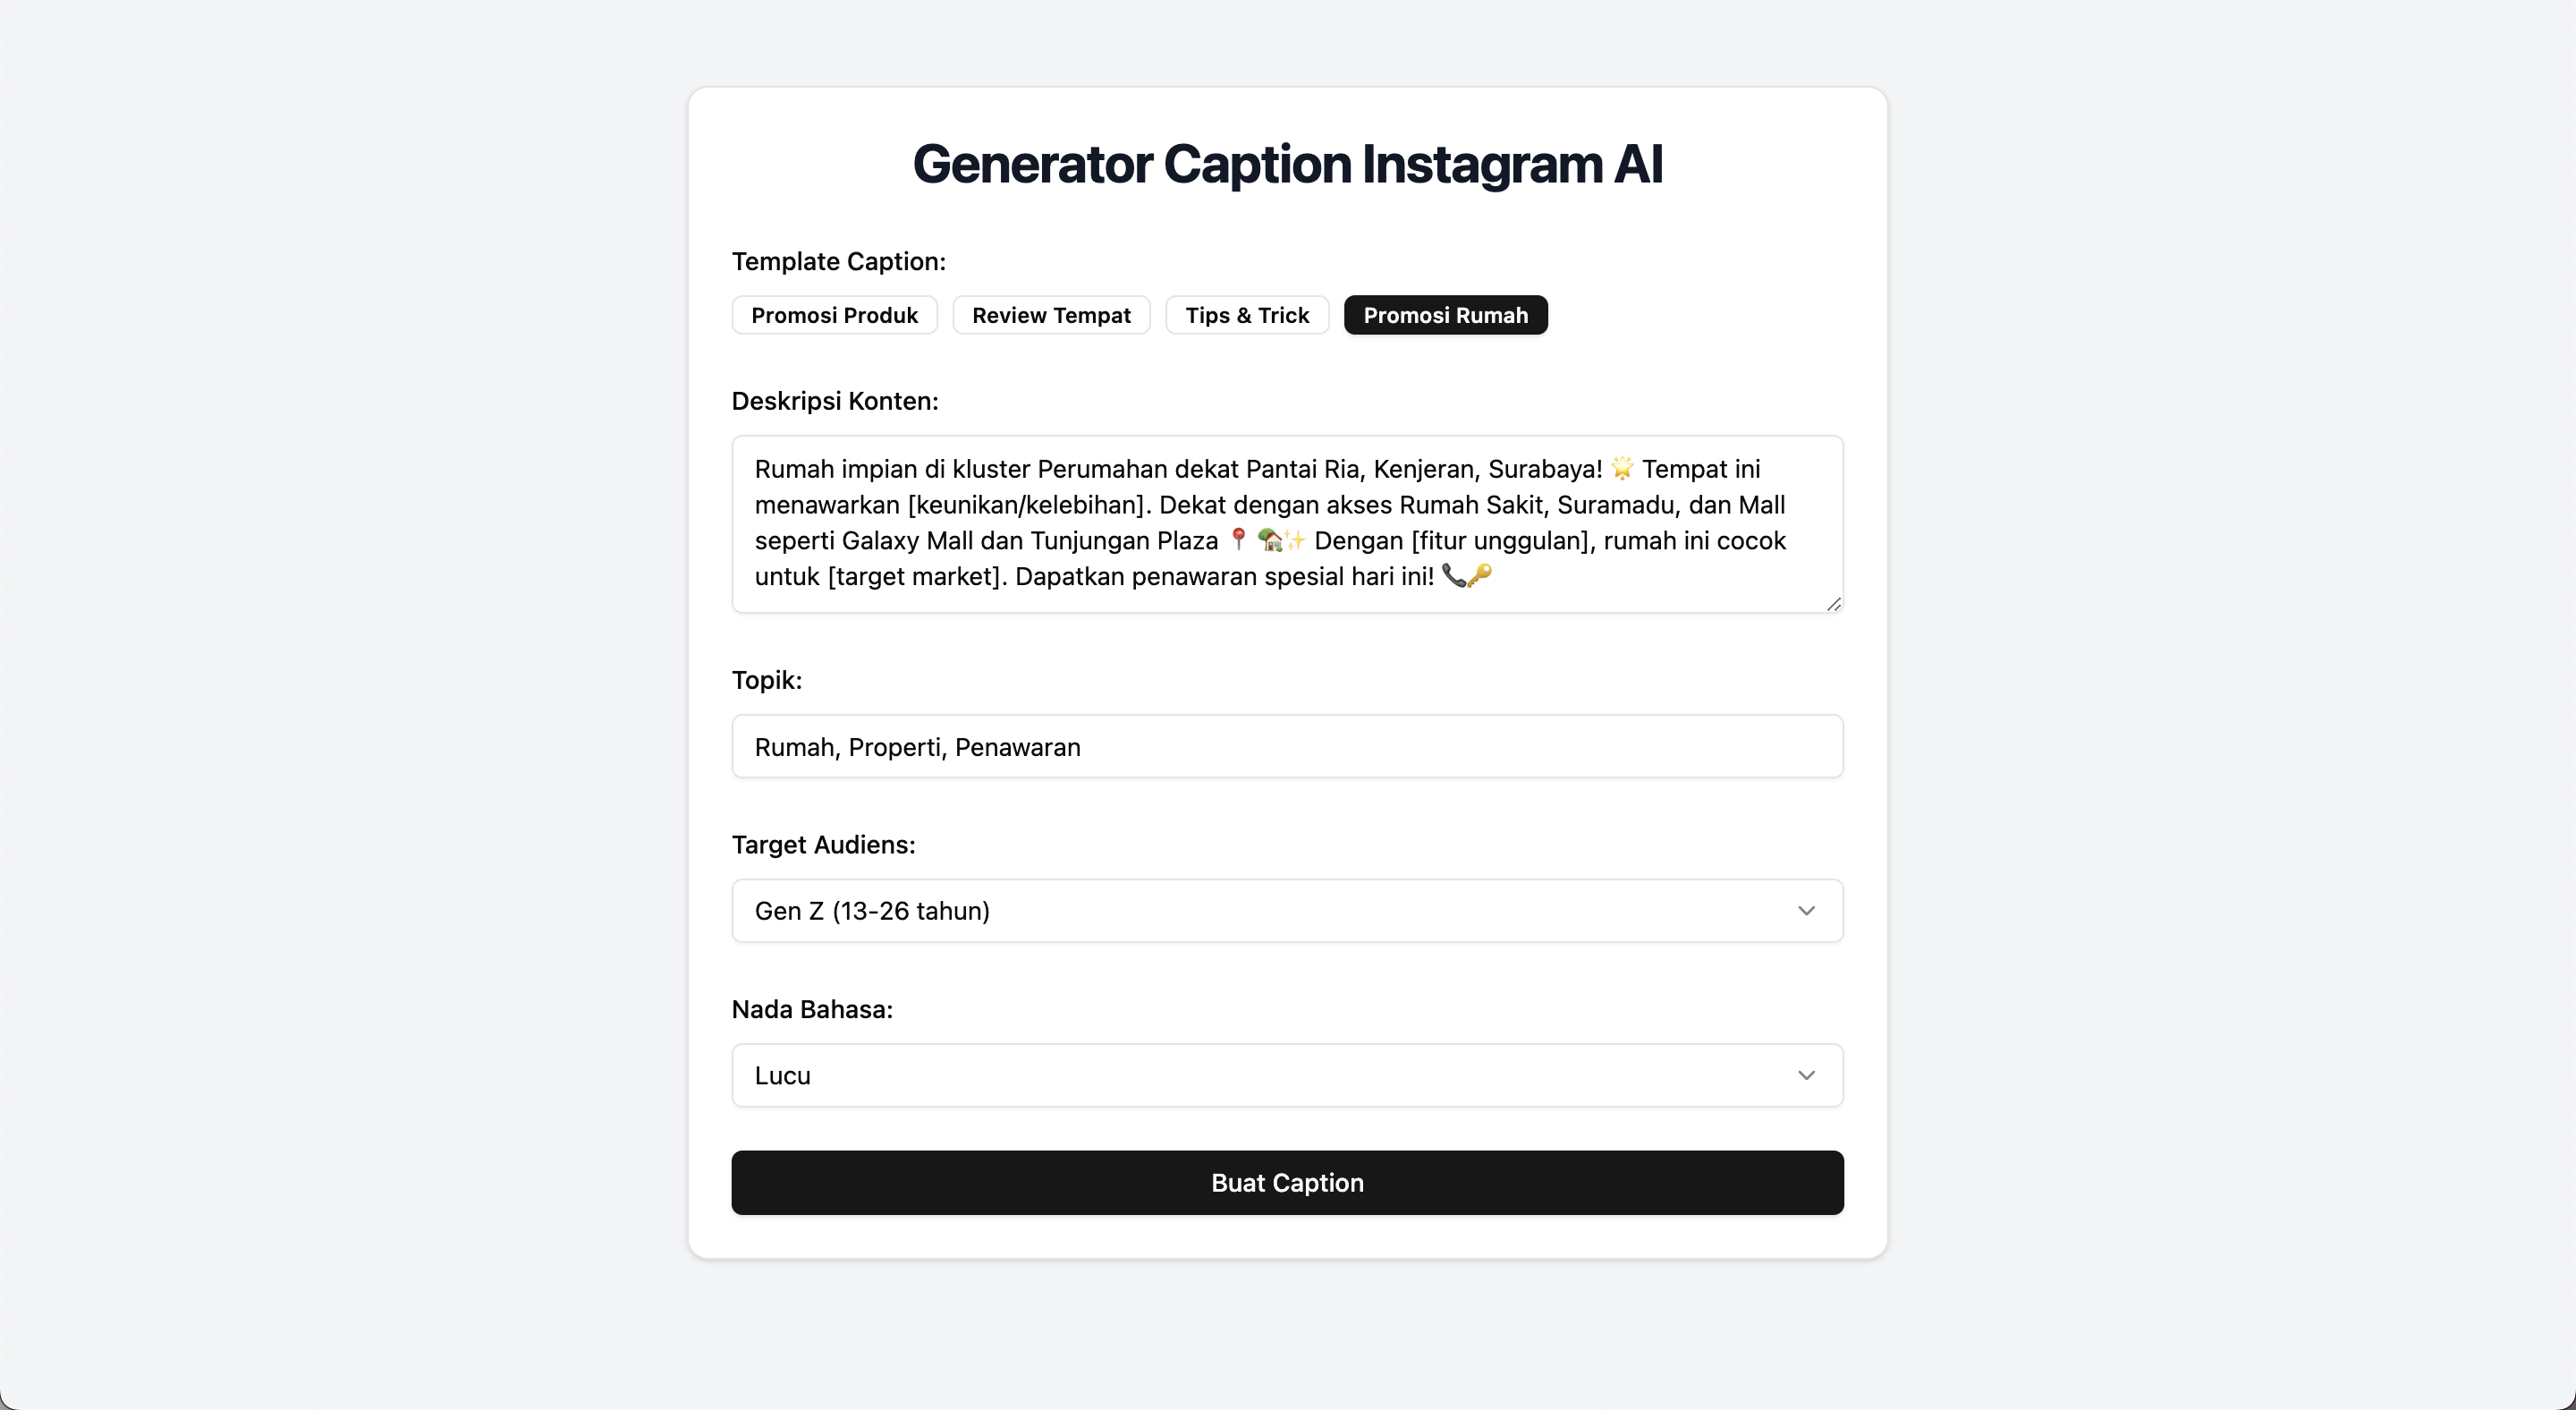 Generator Caption Instagram AI
Template Caption:
Promosi Produk
Review Tempat
Tips & Trick
Promosi Rumah
Deskripsi Konten:
Rumah impian di kluster Perumahan dekat Pantai Ria, Kenjeran, Surabaya! 🌟 Tempat ini
menawarkan [keunikan/kelebihan]. Dekat dengan akses Rumah Sakit, Suramadu, dan Mall
seperti Galaxy Mall dan Tunjungan Plaza 📍 🏡✨ Dengan [fitur unggulan], rumah ini cocok
untuk [target market]. Dapatkan penawaran spesial hari ini! 📞🔑
Topik:
Rumah, Properti, Penawaran
Target Audiens:
Gen Z (13-26 tahun)
Nada Bahasa:
Lucu
Buat Caption